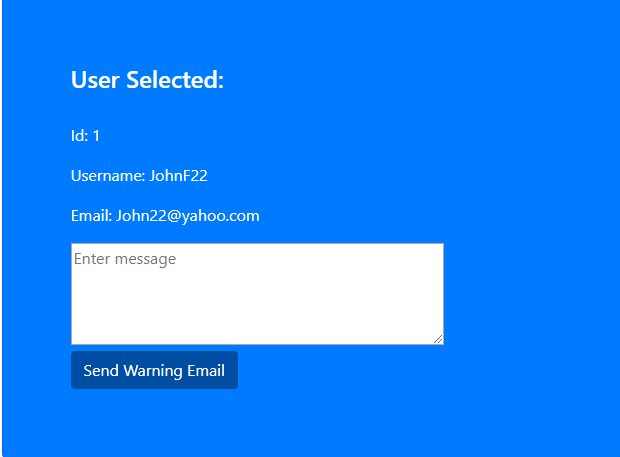 User Selected:
Id: 1
Username: JohnF22
Email: John22@yahoo.com
Enter message
Send Warning Email